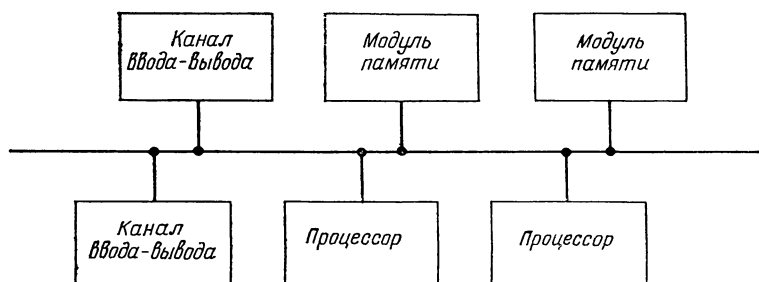 Канал
ввода-вывода
Модуль
памяти
Модуль
памяти
Канал
ввода-вывода
Процессор
Процессор